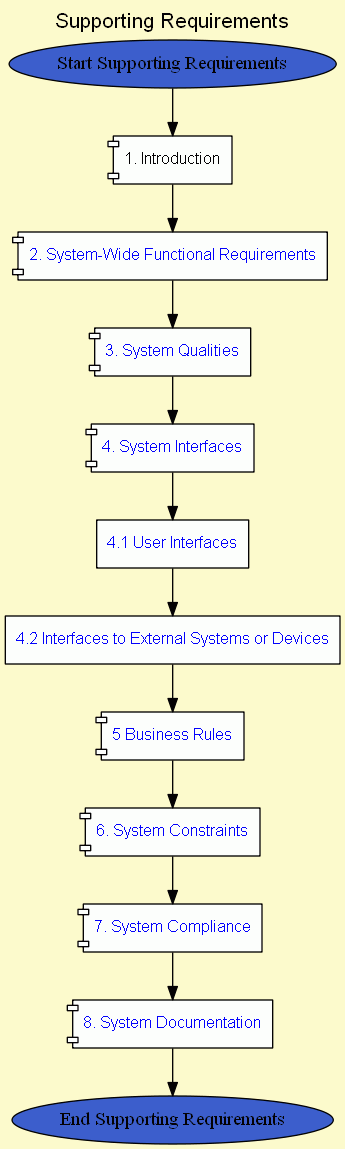 Supporting Requirements
Start Supporting Requirements
1. Introduction
2. System-Wide Functional Requirements
3. System Qualities
4. System Interfaces
4.1 User Interfaces
4.2 Interfaces to External Systems or Devices
5 Business Rules
6. System Constraints
7. System Compliance
8. System Documentation
End Supporting Requirements